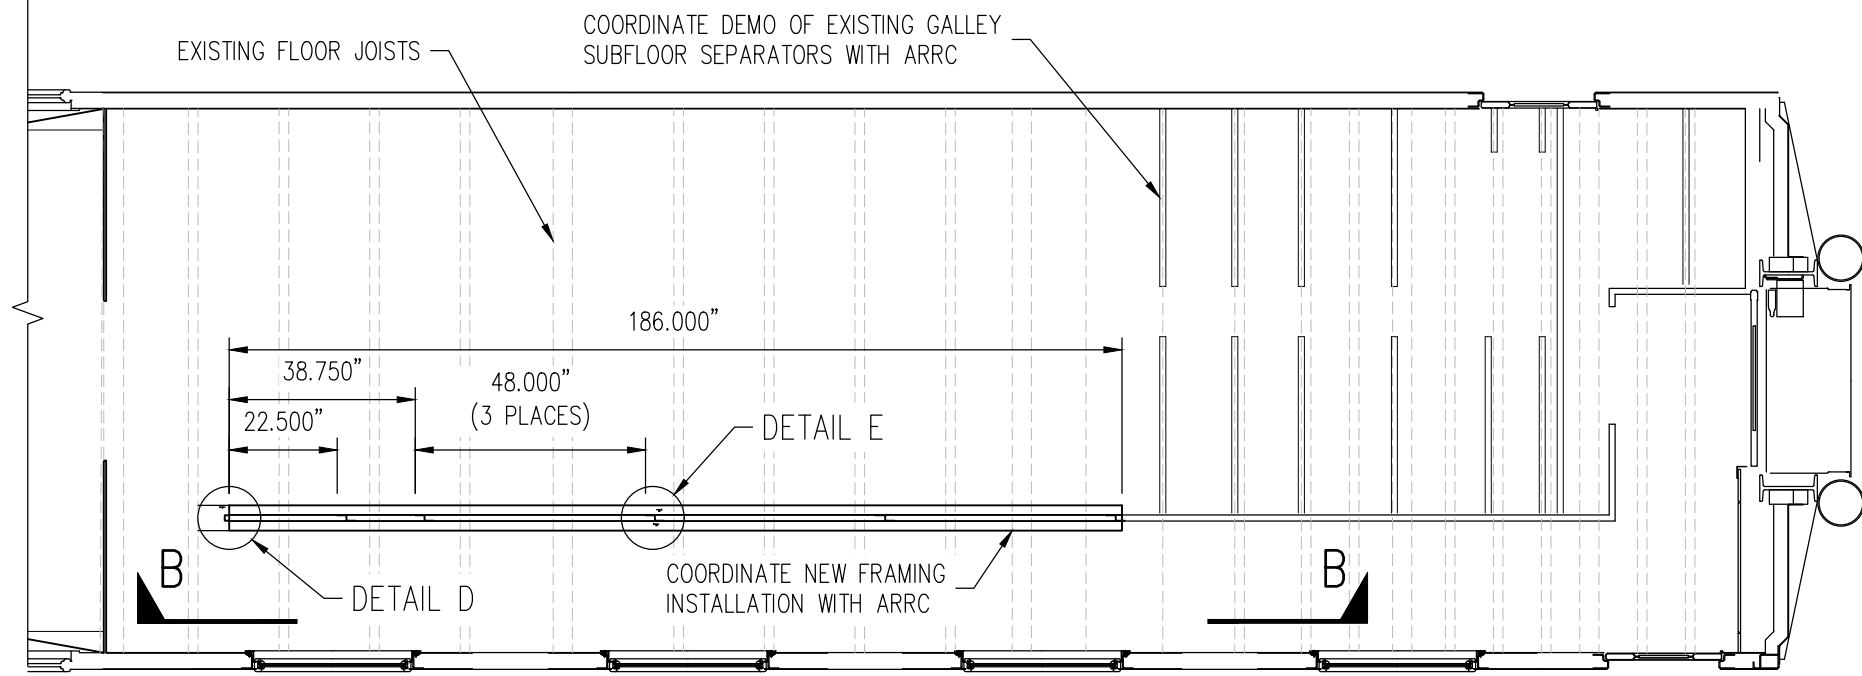 COORDINATE DEMO OF EXISTING GALLEY
SUBFLOOR SEPARATORS WITH ARRC
EXISTING FLOOR JOISTS
186.000”
38.750”
48.000”
(3 PLACES)
22.500”
DETAIL E
B
B
COORDINATE NEW FRAMING
INSTALLATION WITH ARRC
DETAIL D